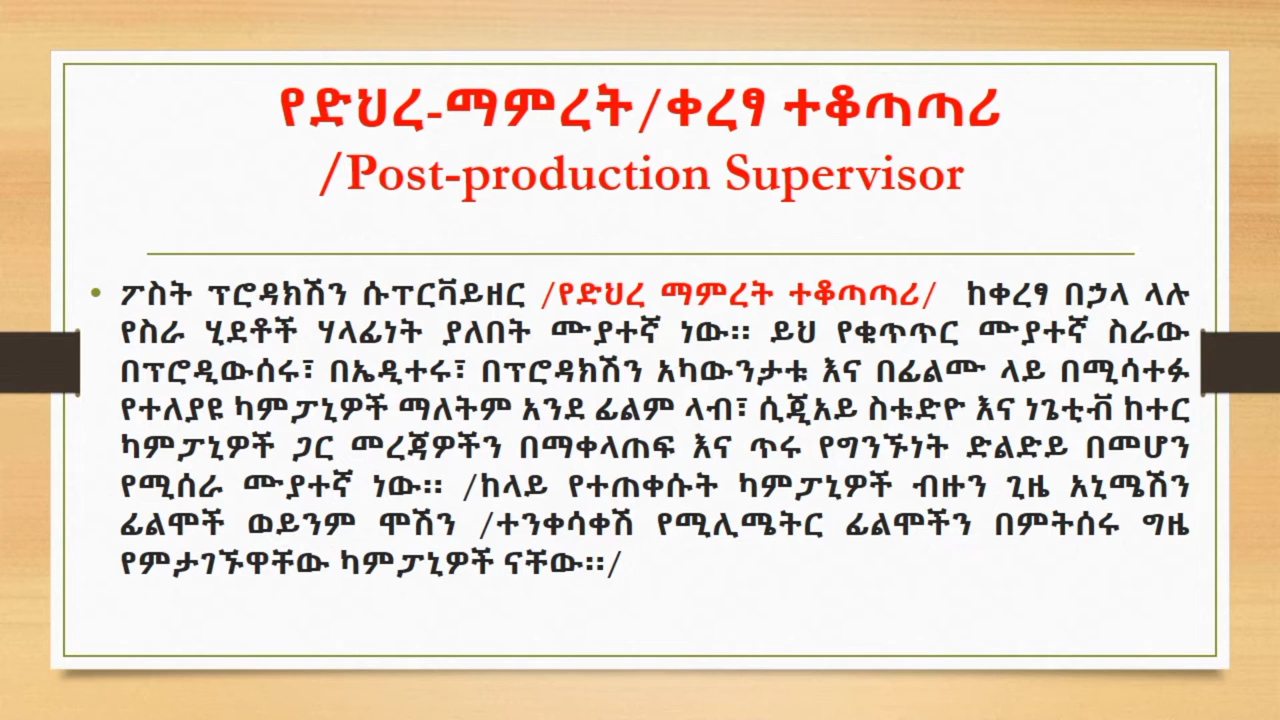 የድህረ-ማምረት/ቀረፃ ተቆጣጣሪ
/Post-production Supervisor
• ፖስት ፕሮዳክሽን ሱፐርቫይዘር /የድህረ ማምረት ተቆጣጣሪ/ ከቀረፃ በኃላ ላሉ
የስራ ሂደቶች ሃላፊነት ያለበት ሙያተኛ ነው። ይህ የቁጥጥር ሙያተኛ ስራው
በፕሮዲውሰሩ፣ በኤዲተሩ፣ በፕሮዳክሽን አካውንታቱ እና በፊልሙ ላይ በሚሳተፉ
የተለያዩ ካምፓኒዎች ማለትም አንደ ፊልም ላብ፣ ሲጂአይ ስቱድዮ እና ነጌቲቭ ከተር
ካምፓኒዎች ጋር መረጃዎችን በማቀላጠፍ እና ጥሩ የግንኙነት ድልድይ በመሆን
የሚሰራ ሙያተኛ ነው። /ከላይ የተጠቀሱት ካምፓኒዎች ብዙን ጊዜ አኒሜሽን
ፊልሞች ወይንም ሞሽን /ተንቀሳቀሽ የሚሊሜትር ፊልሞችን በምትሰሩ ግዜ
የምታገኙዋቸው ካምፓኒዎች ናቸው።/